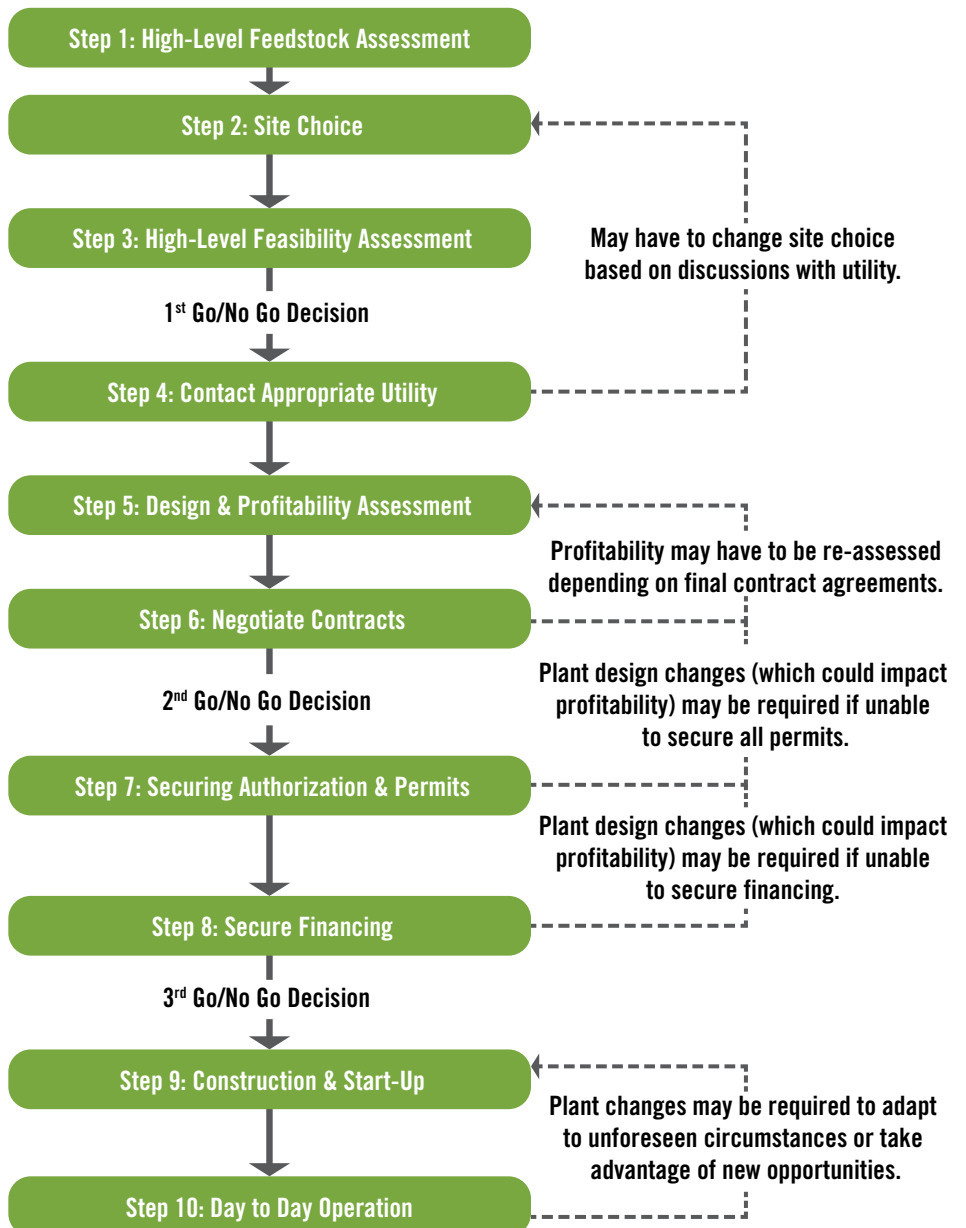 Step 1: High-Level Feedstock Assessment
Step 2: Site Choice
Step 3: High-Level Feasibility Assessment
May have to change site choice
based on discussions with utility.
1st Go/No Go Decision
Step 4: Contact Appropriate Utility
Step 5: Design & Profitability Assessment
Profitability may have to be re-assessed
depending on final contract agreements.
Step 6: Negotiate Contracts
2nd Go/No Go Decision
Plant design changes (which could impact
profitability) may be required if unable
to secure all permits.
Step 7: Securing Authorization & Permits
Plant design changes (which could impact
profitability) may be required if unable
to secure financing.
Step 8: Secure Financing
3rd Go/No Go Decision
Step 9: Construction & Start-Up
Plant changes may be required to adapt
to unforeseen circumstances or take
advantage of new opportunities.
Step 10: Day to Day Operation